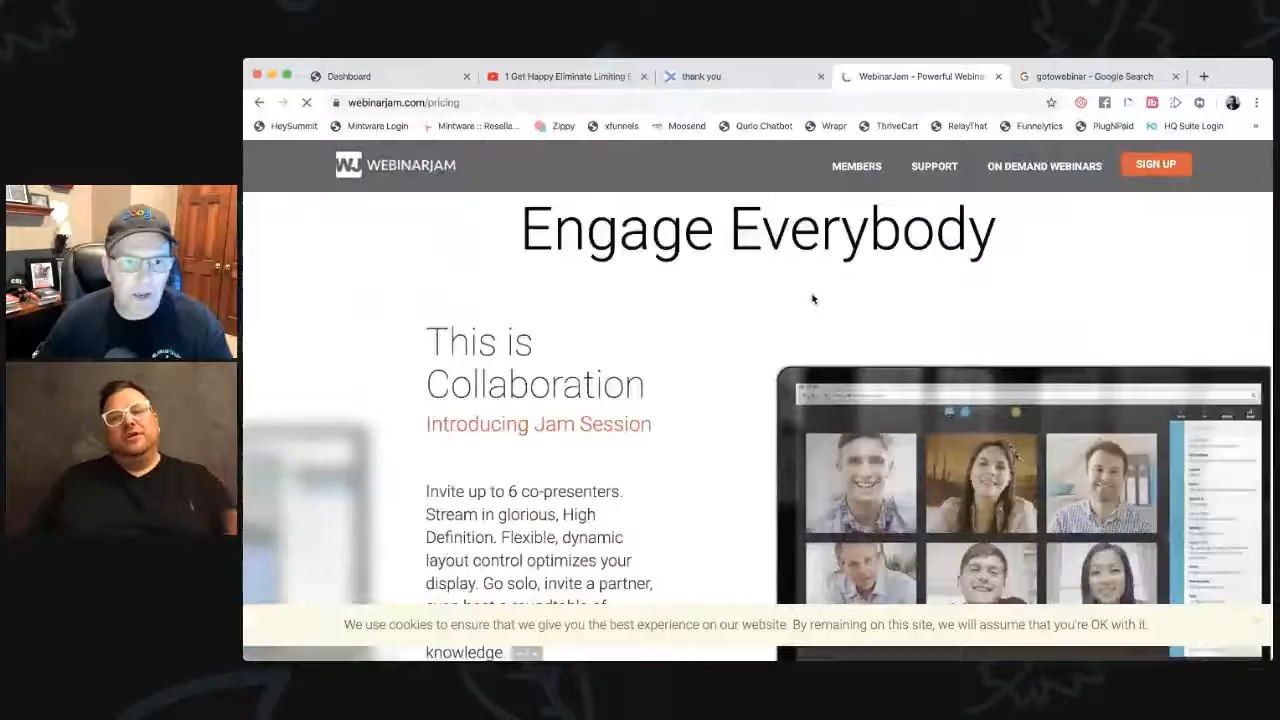 Dashboard
1 Get Happy Eliminate Limiting
thank you
WebinarJam - Powerful Webina
gotowebinar - Google Search
webinarjam.com/pricing
HeySummit
Mintware Login
Mintware :: Reselle...
Zippy
xfunnels
Moosend
Qurio Chatbot
Wrapr
ThriveCart
RelayThat
Funnelytics
PlugNPaid
HQ Suite Login
WJ WEBINARJAM
MEMBERS
SUPPORT
ON DEMAND WEBINARS
SIGN UP
Engage Everybody
This is
Collaboration
Introducing Jam Session
Invite up to 6 co-presenters.
Stream in glorious, High
Definition. Flexible, dynamic
layout control optimizes your
display. Go solo, invite a partner,
We use cookies to ensure that we give you the best experience on our website. By remaining on this site, we will assume that you're OK with it.
knowledge.